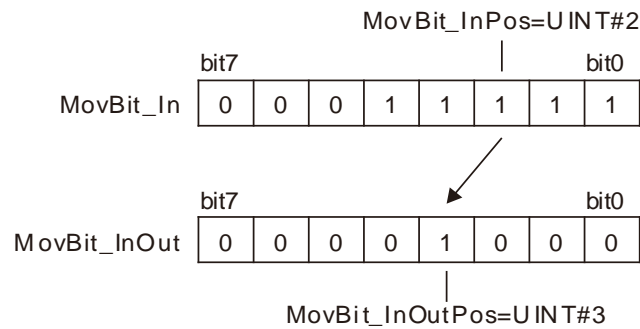 MovBit_InPos=UINT#2
bit7 bit0
MovBit_In 0 0 0 1 1 1 1 1
bit7 bit0
MovBit_InOut 0 0 0 0 1 0 0 0
MovBit_InOutPos=UINT#3